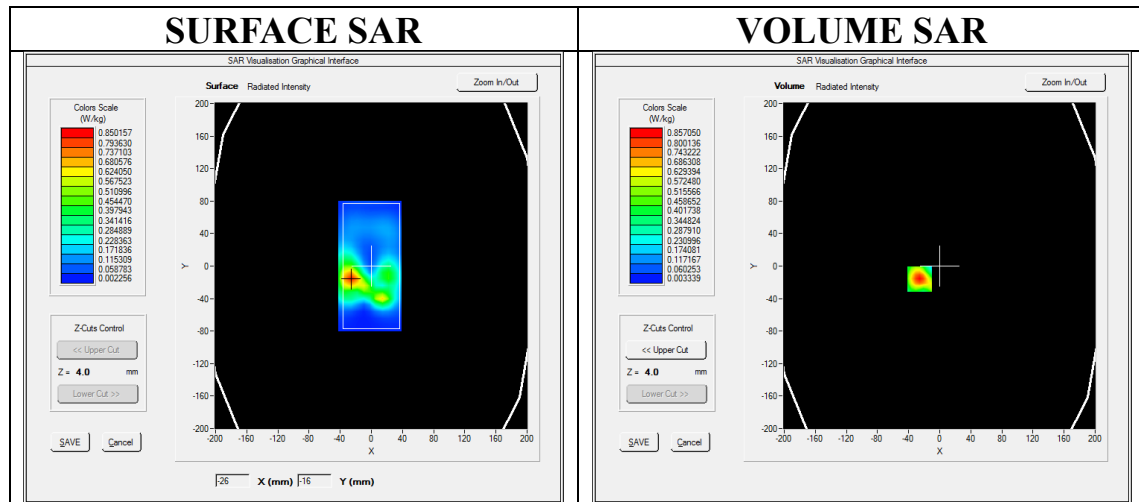 SURFACE SAR
SAR Visualisation Graphical Interface
Surface Radiated Intensity
Zoom In/Out
Colors Scale
(W/kg)
0.850157
0.793630
0.737103
0.680576
0.624050
0.567523
0.510996
0.454470
0.397943
0.341416
0.284889
0.228363
0.171836
0.115309
0.058783
0.002256
Z-Cuts Control
<< Upper Cut
Z = 4.0 mm
Lower Cut >>
SAVE Cancel
200
160
120
80
40
0
-40
-80
-120
-160
-200
Y
-200 -160 -120 -80 -40 0 40 80 120 160 200
X
-26 X (mm) -16 Y (mm)
VOLUME SAR
SAR Visualisation Graphical Interface
Volume Radiated Intensity
Zoom In/Out
Colors Scale
(W/kg)
0.857050
0.800136
0.743222
0.686308
0.629394
0.572480
0.515566
0.458652
0.401738
0.344824
0.287910
0.230996
0.174081
0.117167
0.060253
0.003339
Z-Cuts Control
<< Upper Cut
Z = 4.0 mm
Lower Cut >>
SAVE Cancel
200
160
120
80
40
0
-40
-80
-120
-160
-200
Y
-200 -160 -120 -80 -40 0 40 80 120 160 200
X